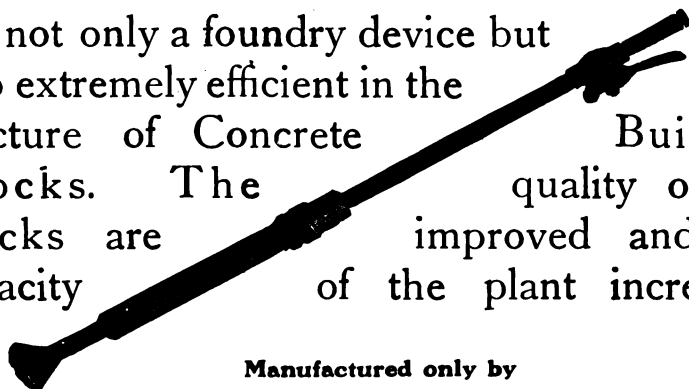 not only a foundry device but
extremely efficient in the
cture of Concrete Bui
ocks. The quality o
cks are improved and
acity of the plant incre
Manufactured only by